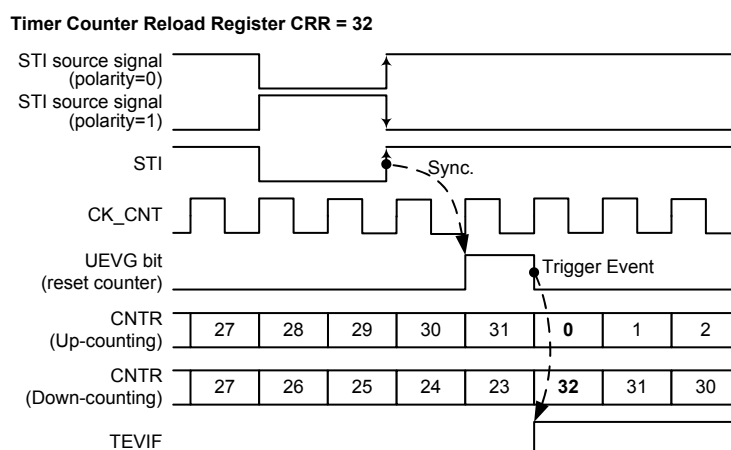 Timer Counter Reload Register CRR = 32
STI source signal
(polarity=0)
STI source signal
(polarity=1)
STI
Sync.
CK_CNT
UEVG bit
(reset counter)
Trigger Event
CNTR
(Up-counting)
27 28 29 30 31 0 1 2
CNTR
(Down-counting)
27 26 25 24 23 32 31 30
TEVIF